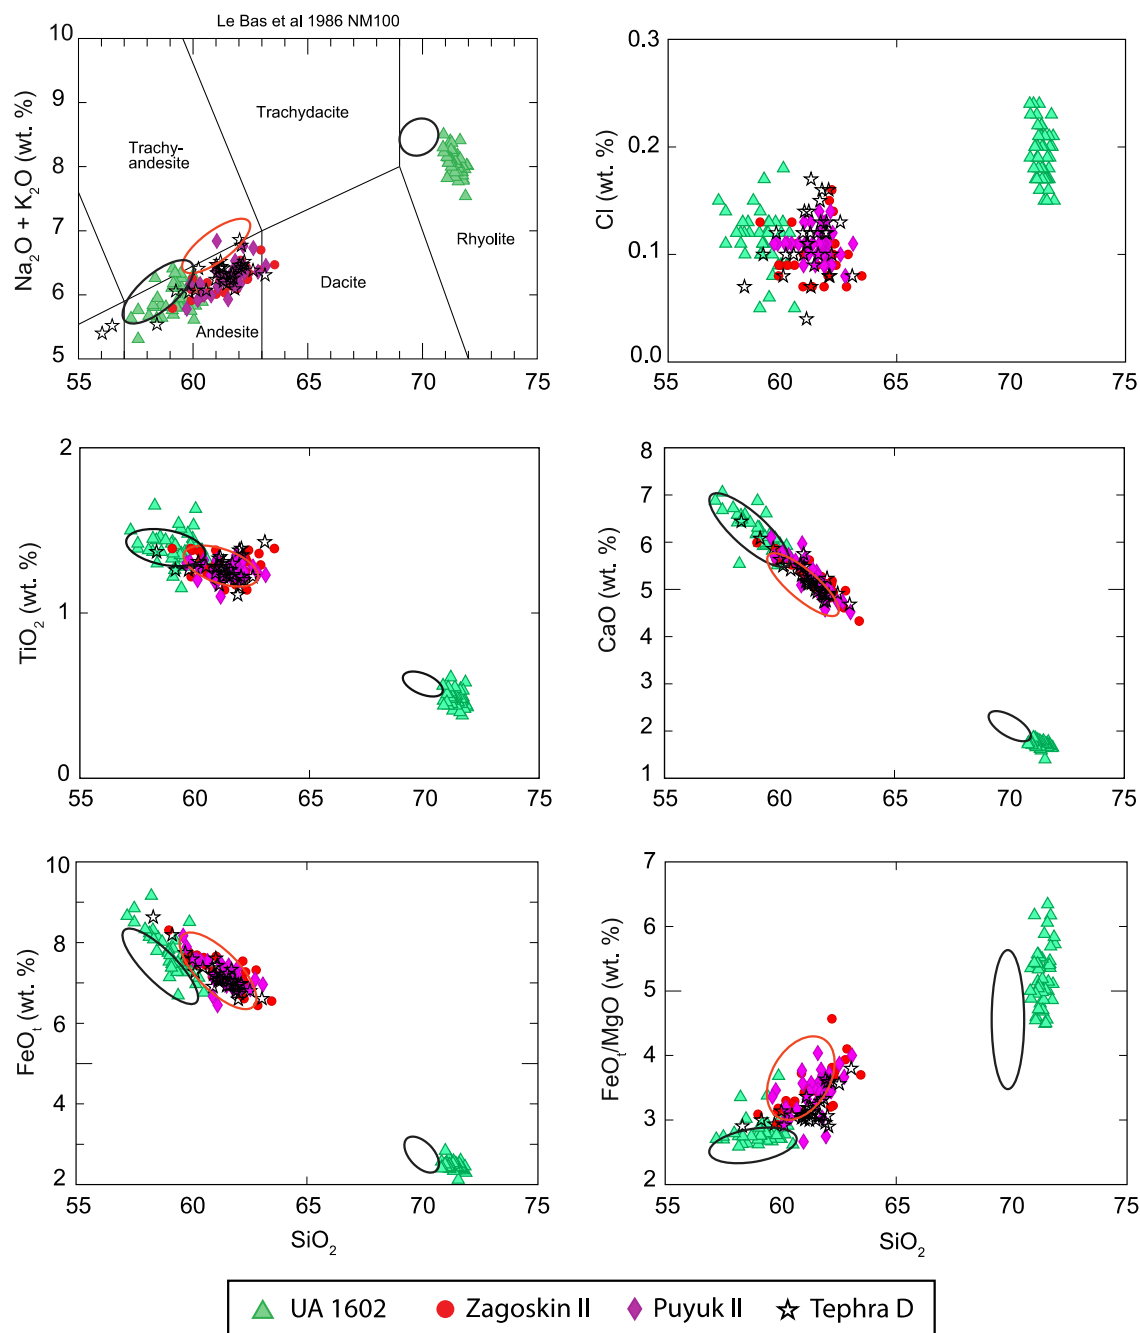 Le Bas et al 1986 NM100
10
9
8
7
6
5
Na₂O + K₂O (wt. %)
Trachy-
andesite
Trachydacite
Rhyolite
Dacite
Andesite
55 60 65 70 75
0.3
0.2
0.1
0.0
Cl (wt. %)
55 60 65 70 75
2
1
0
TiO₂ (wt. %)
55 60 65 70 75
8
7
6
5
4
3
2
1
CaO (wt. %)
55 60 65 70 75
10
8
6
4
2
FeOₜ (wt. %)
55 60 65 70 75
SiO₂
7
6
5
4
3
2
FeOₜ/MgO (wt. %)
55 60 65 70 75
SiO₂
UA 1602 Zagoskin II Puyuk II Tephra D